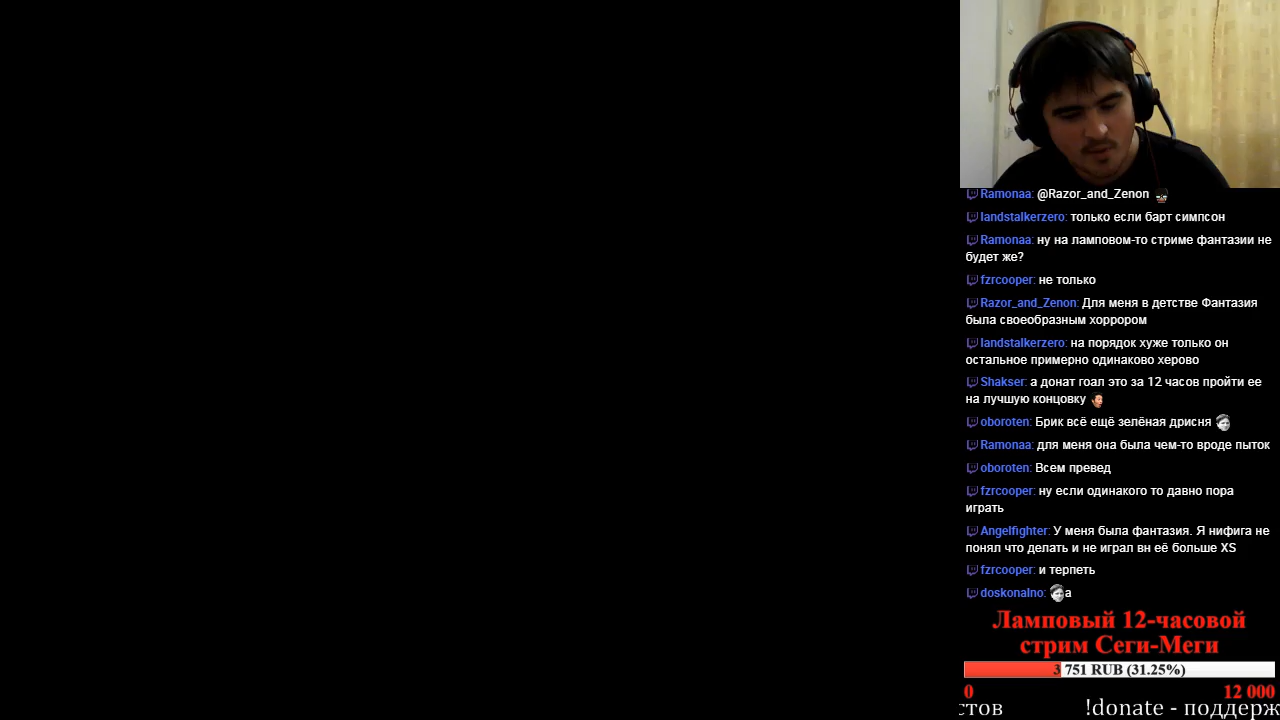 Ramonaa: @Razor_and_Zenon
landstalkerzero: только если барт симпсон
Ramonaa: ну на ламповом-то стриме фантазии не
будет же?
fzrcooper: не только
Razor_and_Zenon: Для меня в детстве Фантазия
была своеобразным хоррором
landstalkerzero: на порядок хуже только он
остальное примерно одинаково херово
Shakser: а донат гоал это за 12 часов пройти ее
на лучшую концовку
oboroten: Брик всё ещё зелёная дрисня
Ramonaa: для меня она была чем-то вроде пыток
oboroten: Всем превед
fzrcooper: ну если одинакого то давно пора
играть
Angelfighter: У меня была фантазия. Я нифига не
понял что делать и не играл вн её больше XS
fzrcooper: и терпеть
doskonalno: а
Ламповый 12-часовой
стрим Сеги-Меги
3 751 RUB (31.25%)
0 12 000
стов !donate - поддерж